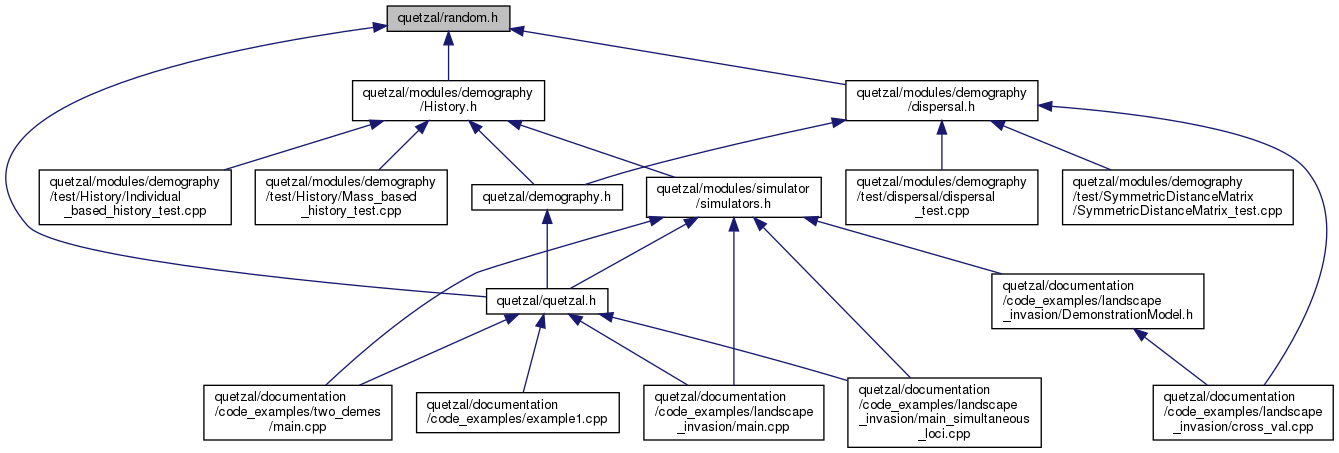 quetzal/random.h
quetzal/modules/demography
/History.h
quetzal/modules/demography
/dispersal.h
quetzal/modules/demography
/test/History/Individual
_based_history_test.cpp
quetzal/modules/demography
/test/History/Mass_based
_history_test.cpp
quetzal/demography.h
quetzal/modules/simulator
/simulators.h
quetzal/modules/demography
/test/dispersal/dispersal
_test.cpp
quetzal/modules/demography
/test/SymmetricDistanceMatrix
/SymmetricDistanceMatrix_test.cpp
quetzal/quetzal.h
quetzal/documentation
/code_examples/landscape
_invasion/DemonstrationModel.h
quetzal/documentation
/code_examples/two_demes
/main.cpp
quetzal/documentation
/code_examples/example1.cpp
quetzal/documentation
/code_examples/landscape
_invasion/main.cpp
quetzal/documentation
/code_examples/landscape
_invasion/main_simultaneous
_loci.cpp
quetzal/documentation
/code_examples/landscape
_invasion/cross_val.cpp